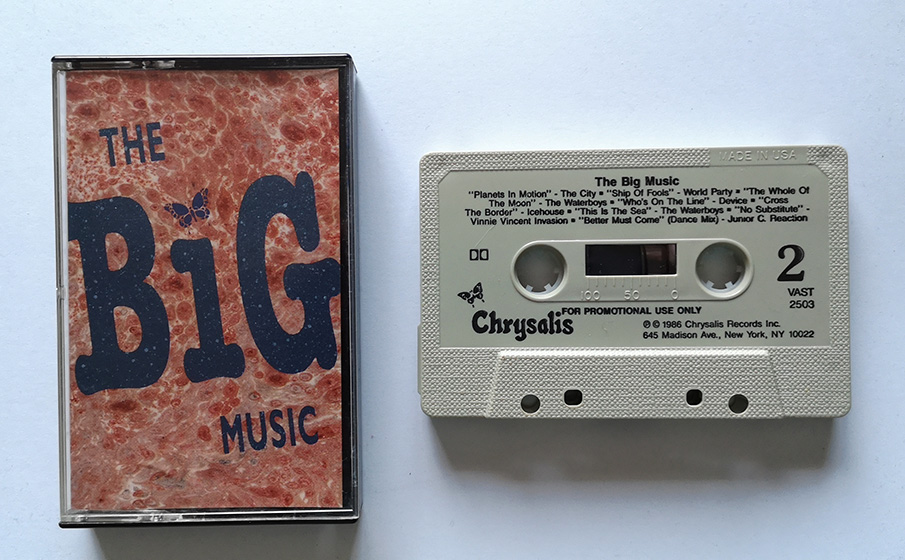 THE
BiG
MUSIC
MADE IN USA
The Big Music
"Planets In Motion" - The City ▪ "Ship Of Fools" - World Party ▪ "The Whole Of
The Moon" - The Waterboys ▪ "Who's On The Line" - Device ▪ "Cross
The Border" - Icehouse ▪ "This Is The Sea" - The Waterboys ▪ "No Substitute" -
Vinnie Vincent Invasion ▪ "Better Must Come" (Dance Mix) - Junior C. Reaction
2
100 50 0
VAST
2503
FOR PROMOTIONAL USE ONLY
Chrysalis
℗ © 1986 Chrysalis Records Inc.
645 Madison Ave., New York, NY 10022